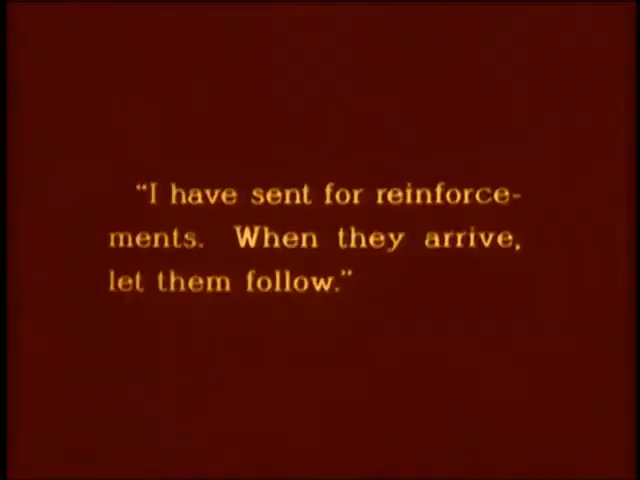 “I have sent for reinforce-
ments. When they arrive,
let them follow.”